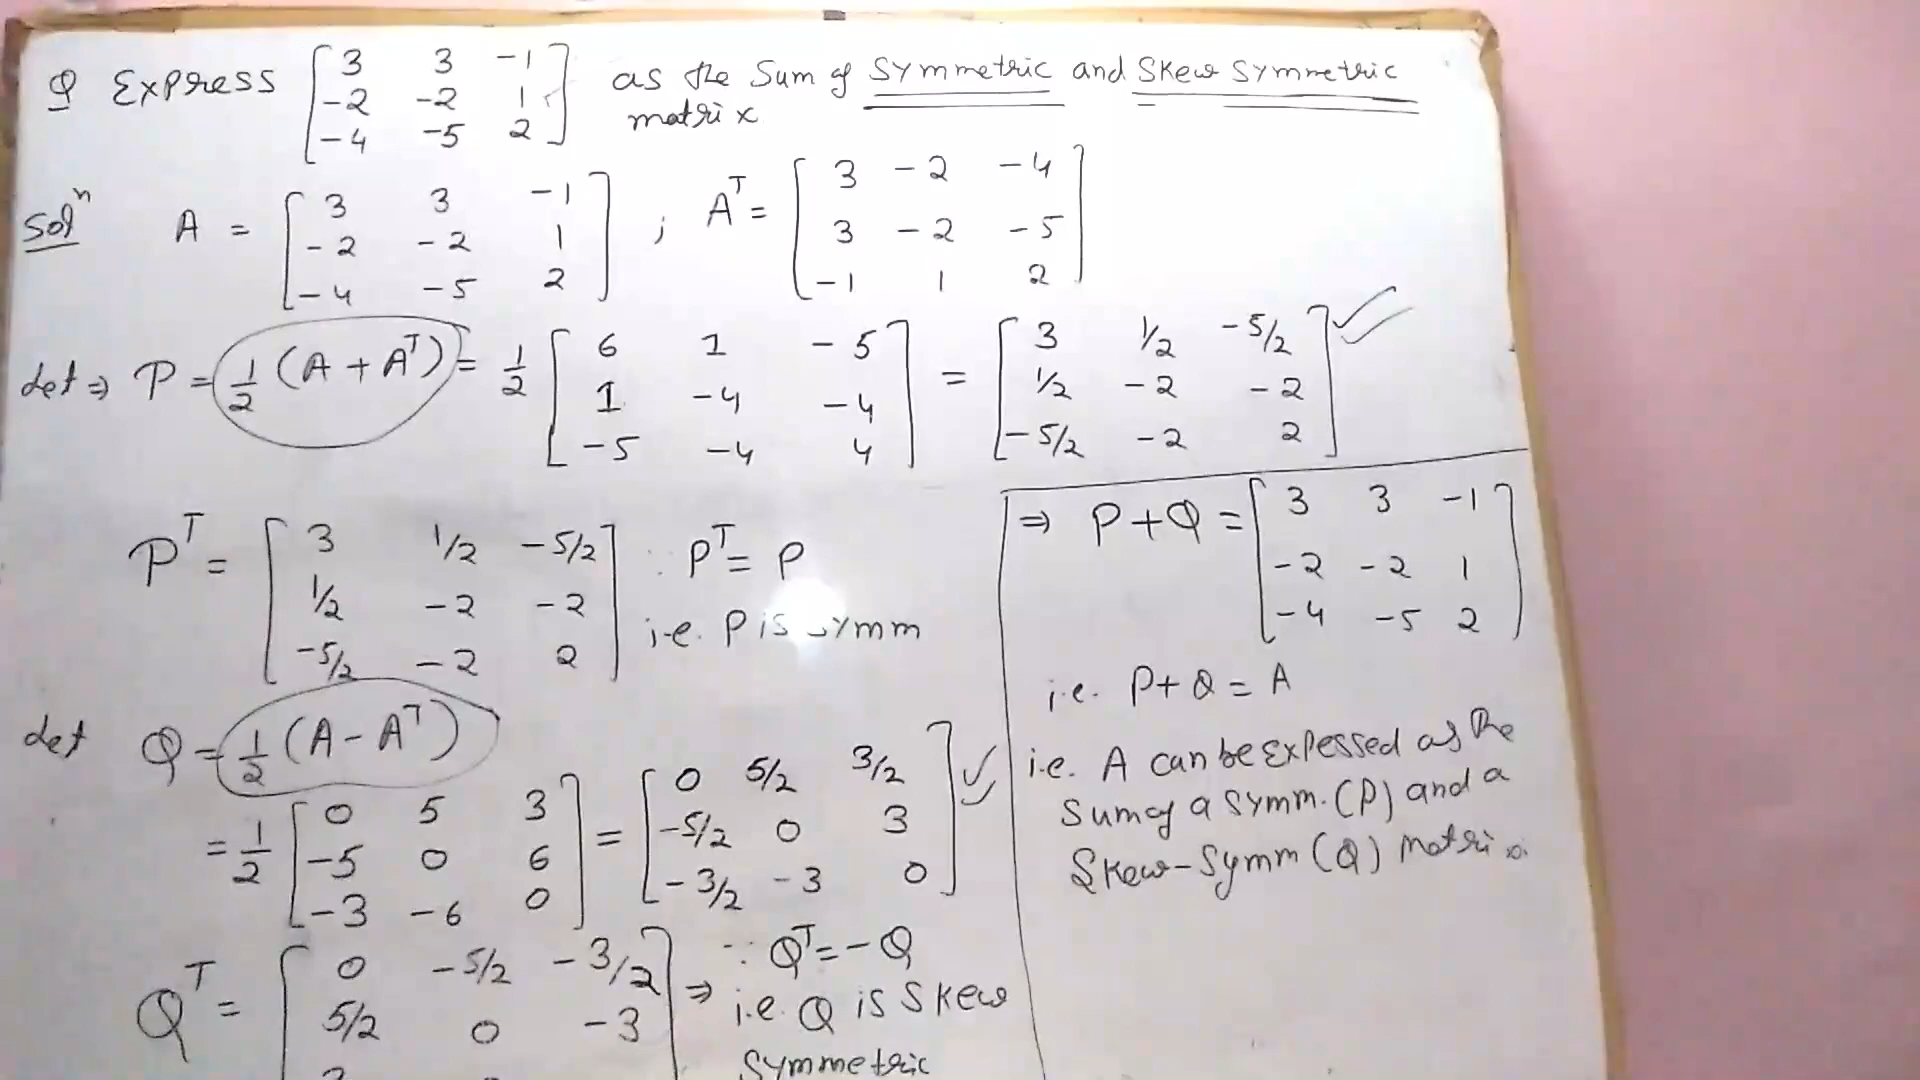 Q Express [3 3 -1
-2 -2 1
-4 -5 2] as the Sum of Symmetric and Skew Symmetric
matrix
Solⁿ A = [3 3 -1
-2 -2 1
-4 -5 2] ; Aᵀ = [3 -2 -4
3 -2 -5
-1 1 2]
Let ⇒ P = 1/2 (A + Aᵀ) = 1/2 [6 1 -5
1 -4 -4
-5 -4 4] = [3 1/2 -5/2
1/2 -2 -2
-5/2 -2 2] ✓
Pᵀ = [3 1/2 -5/2
1/2 -2 -2
-5/2 -2 2] ∵ Pᵀ = P
i.e. P is symm
Let Q = 1/2 (A - Aᵀ)
= 1/2 [0 5 3
-5 0 6
-3 -6 0] = [0 5/2 3/2
-5/2 0 3
-3/2 -3 0] ✓
Qᵀ = [0 -5/2 -3/2
5/2 0 -3
⇒ ∵ Qᵀ = -Q
i.e. Q is Skew
Symmetric
⇒ P+Q = [3 3 -1
-2 -2 1
-4 -5 2]
i.e. P+Q = A
i.e. A can be expessed as the
Sum of a Symm. (P) and a
Skew-Symm (Q) matrix.